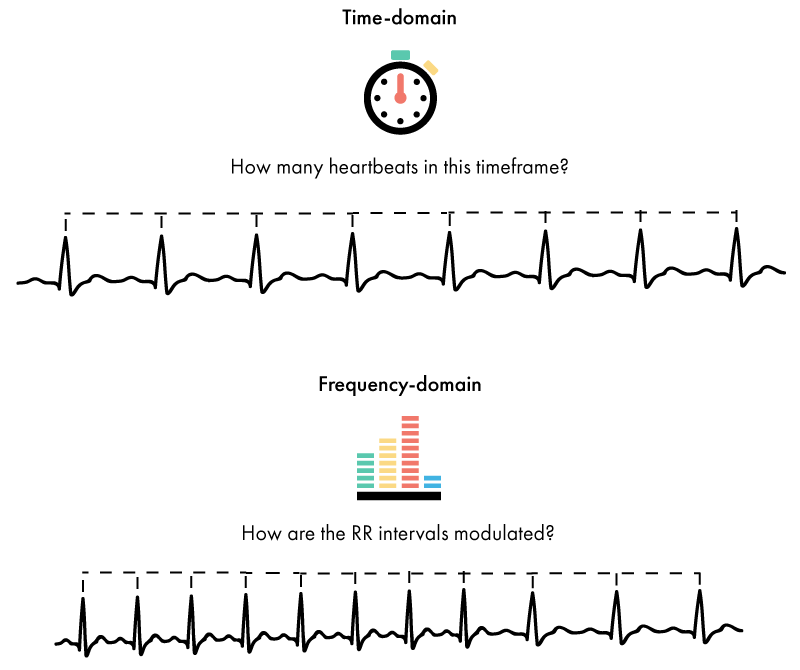 Time-domain
How many heartbeats in this timeframe?
Frequency-domain
How are the RR intervals modulated?